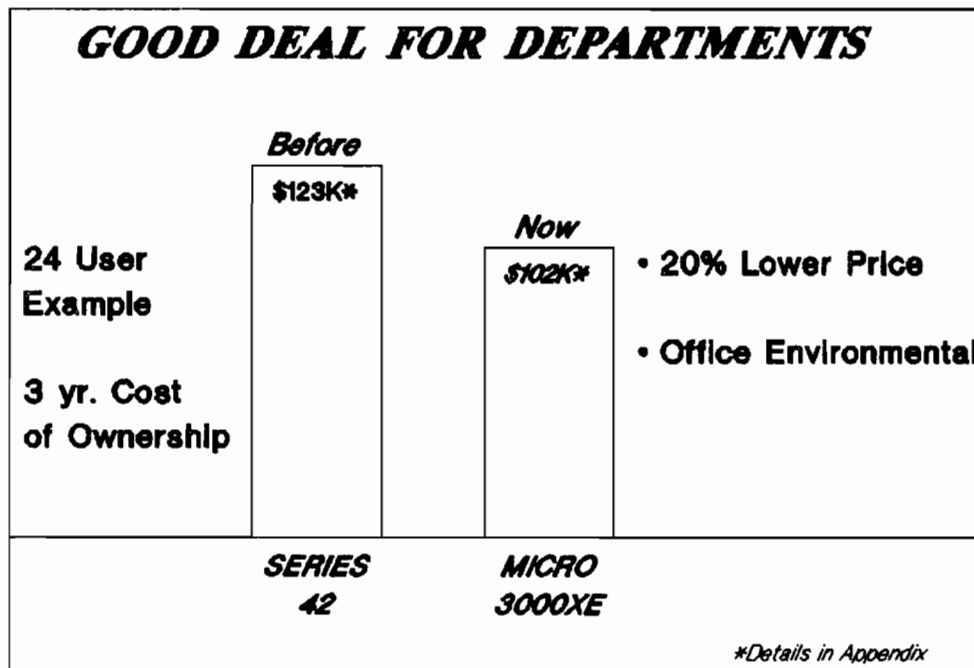 GOOD DEAL FOR DEPARTMENTS
Before
$123K*
Now
$102K*
24 User
Example
3 yr. Cost
of Ownership
• 20% Lower Price
• Office Environmental
SERIES
42
MICRO
3000XE
*Details in Appendix